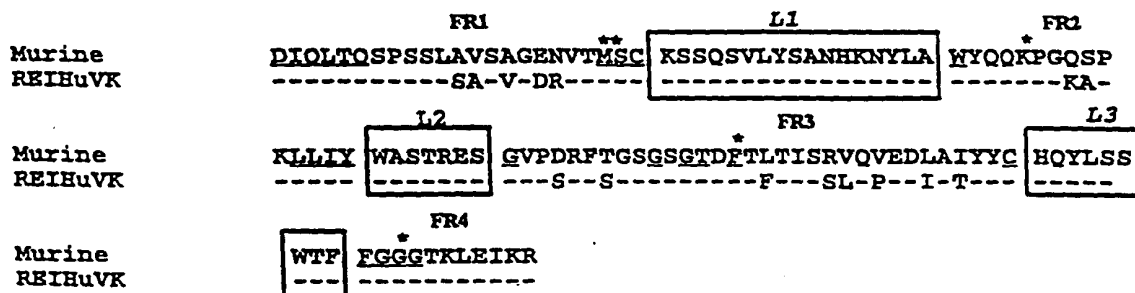 FR1 L1 FR2
** *
Murine DIQLTQSPSSLAVSAGENVTMSC KSSQSVLYSANHKNYLA WYQQKPGQSP
REIHuVK -----------SA-V-DR----- ----------------- -------KA-
L2 FR3 L3
*
Murine KLLIY WASTRES GVPDRFTGSGSGTDFTLTISRVQVEDLAIYYC HQYLSS
REIHuVK ----- ------- ---S--S---------F---SL-P--I-T--- -----
FR4
*
Murine WTF FGGGTKLEIKR
REIHuVK --- -----------